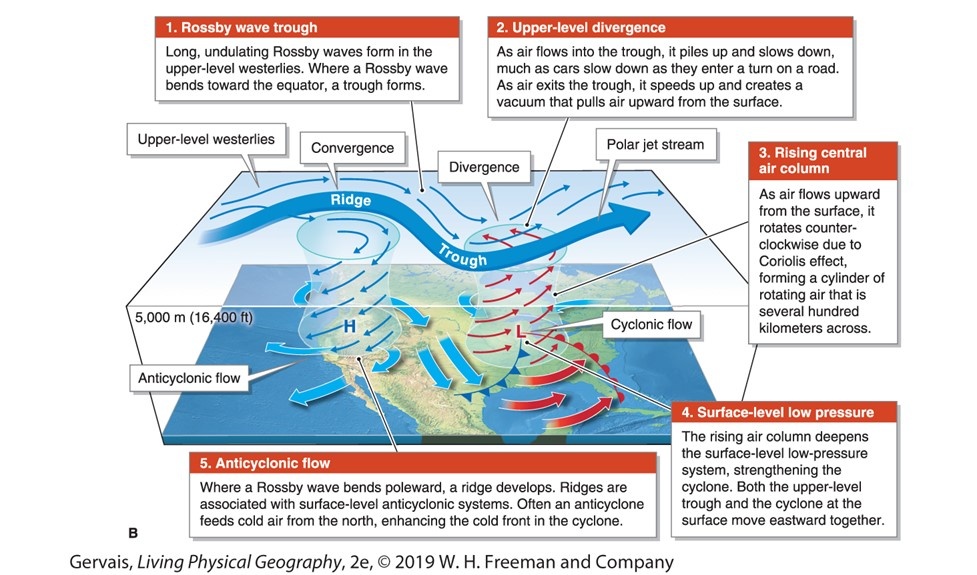 1. Rossby wave trough
Long, undulating Rossby waves form in the
upper-level westerlies. Where a Rossby wave
bends toward the equator, a trough forms.
2. Upper-level divergence
As air flows into the trough, it piles up and slows down,
much as cars slow down as they enter a turn on a road.
As air exits the trough, it speeds up and creates a
vacuum that pulls air upward from the surface.
Upper-level westerlies
Convergence
Divergence
Polar jet stream
3. Rising central
air column
As air flows upward
from the surface, it
rotates counter-
clockwise due to
Coriolis effect,
forming a cylinder of
rotating air that is
several hundred
kilometers across.
Ridge
Trough
5,000 m (16,400 ft)
H
L
Cyclonic flow
Anticyclonic flow
4. Surface-level low pressure
The rising air column deepens
the surface-level low-pressure
system, strengthening the
cyclone. Both the upper-level
trough and the cyclone at the
surface move eastward together.
5. Anticyclonic flow
Where a Rossby wave bends poleward, a ridge develops. Ridges are
associated with surface-level anticyclonic systems. Often an anticyclone
feeds cold air from the north, enhancing the cold front in the cyclone.
B
Gervais, Living Physical Geography, 2e, © 2019 W. H. Freeman and Company